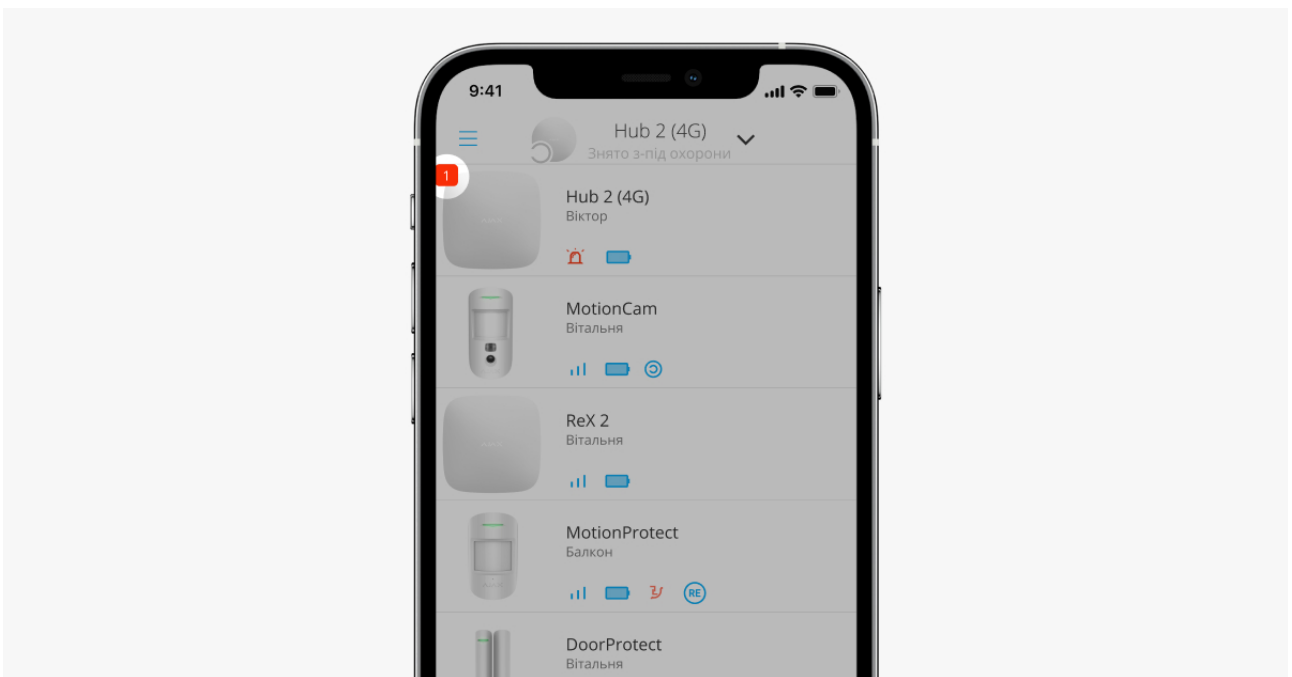 9:41
Hub 2 (4G)
Знято з-під охорони
1
Hub 2 (4G)
Віктор
MotionCam
Вітальня
ReX 2
Вітальня
MotionProtect
Балкон
RE
DoorProtect
Вітальня